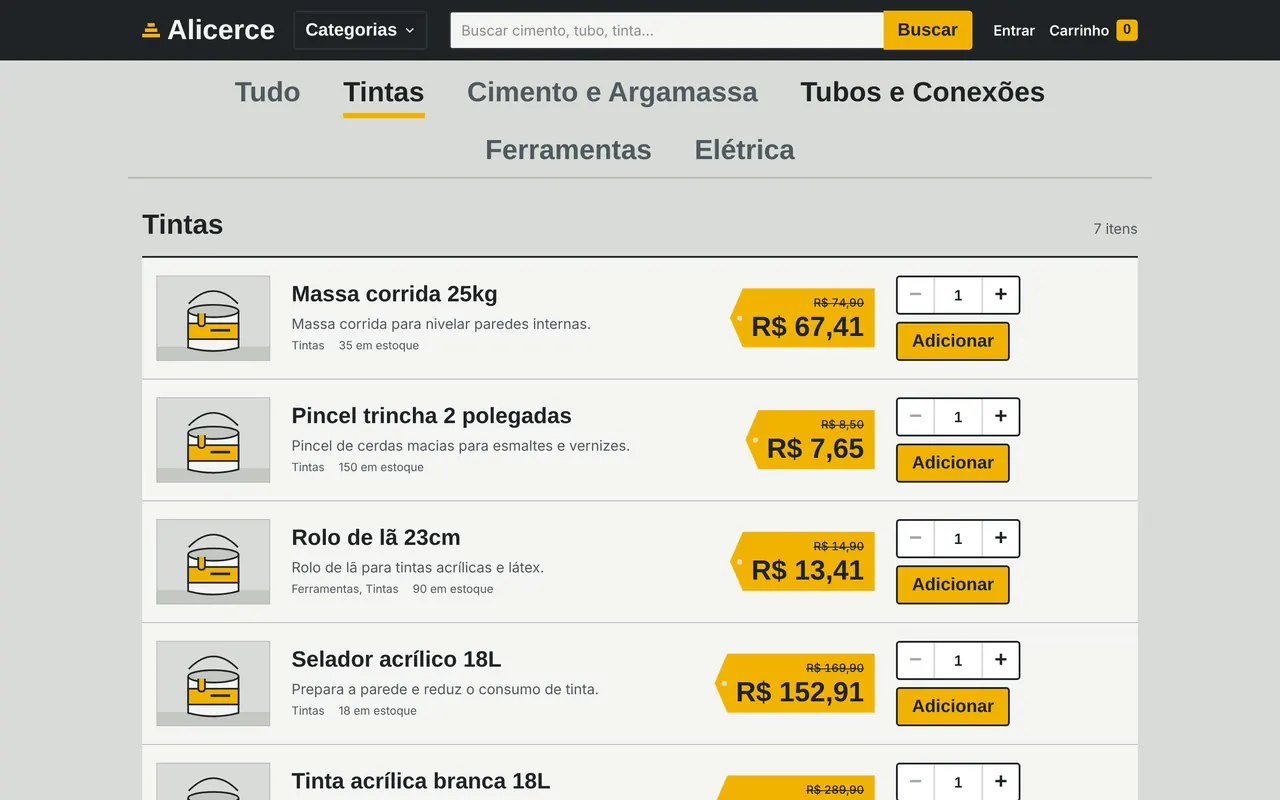 Alicerce Categorias Buscar cimento, tubo, tinta... Buscar Entrar Carrinho 0
Tudo Tintas Cimento e Argamassa Tubos e Conexões
Ferramentas Elétrica
Tintas 7 itens
Massa corrida 25kg
Massa corrida para nivelar paredes internas.
Tintas 35 em estoque
R$ 74,90
R$ 67,41
− 1 +
Adicionar
Pincel trincha 2 polegadas
Pincel de cerdas macias para esmaltes e vernizes.
Tintas 150 em estoque
R$ 8,50
R$ 7,65
− 1 +
Adicionar
Rolo de lã 23cm
Rolo de lã para tintas acrílicas e látex.
Ferramentas, Tintas 90 em estoque
R$ 14,90
R$ 13,41
− 1 +
Adicionar
Selador acrílico 18L
Prepara a parede e reduz o consumo de tinta.
Tintas 18 em estoque
R$ 169,90
R$ 152,91
− 1 +
Adicionar
Tinta acrílica branca 18L
R$ 289,90
− 1 +